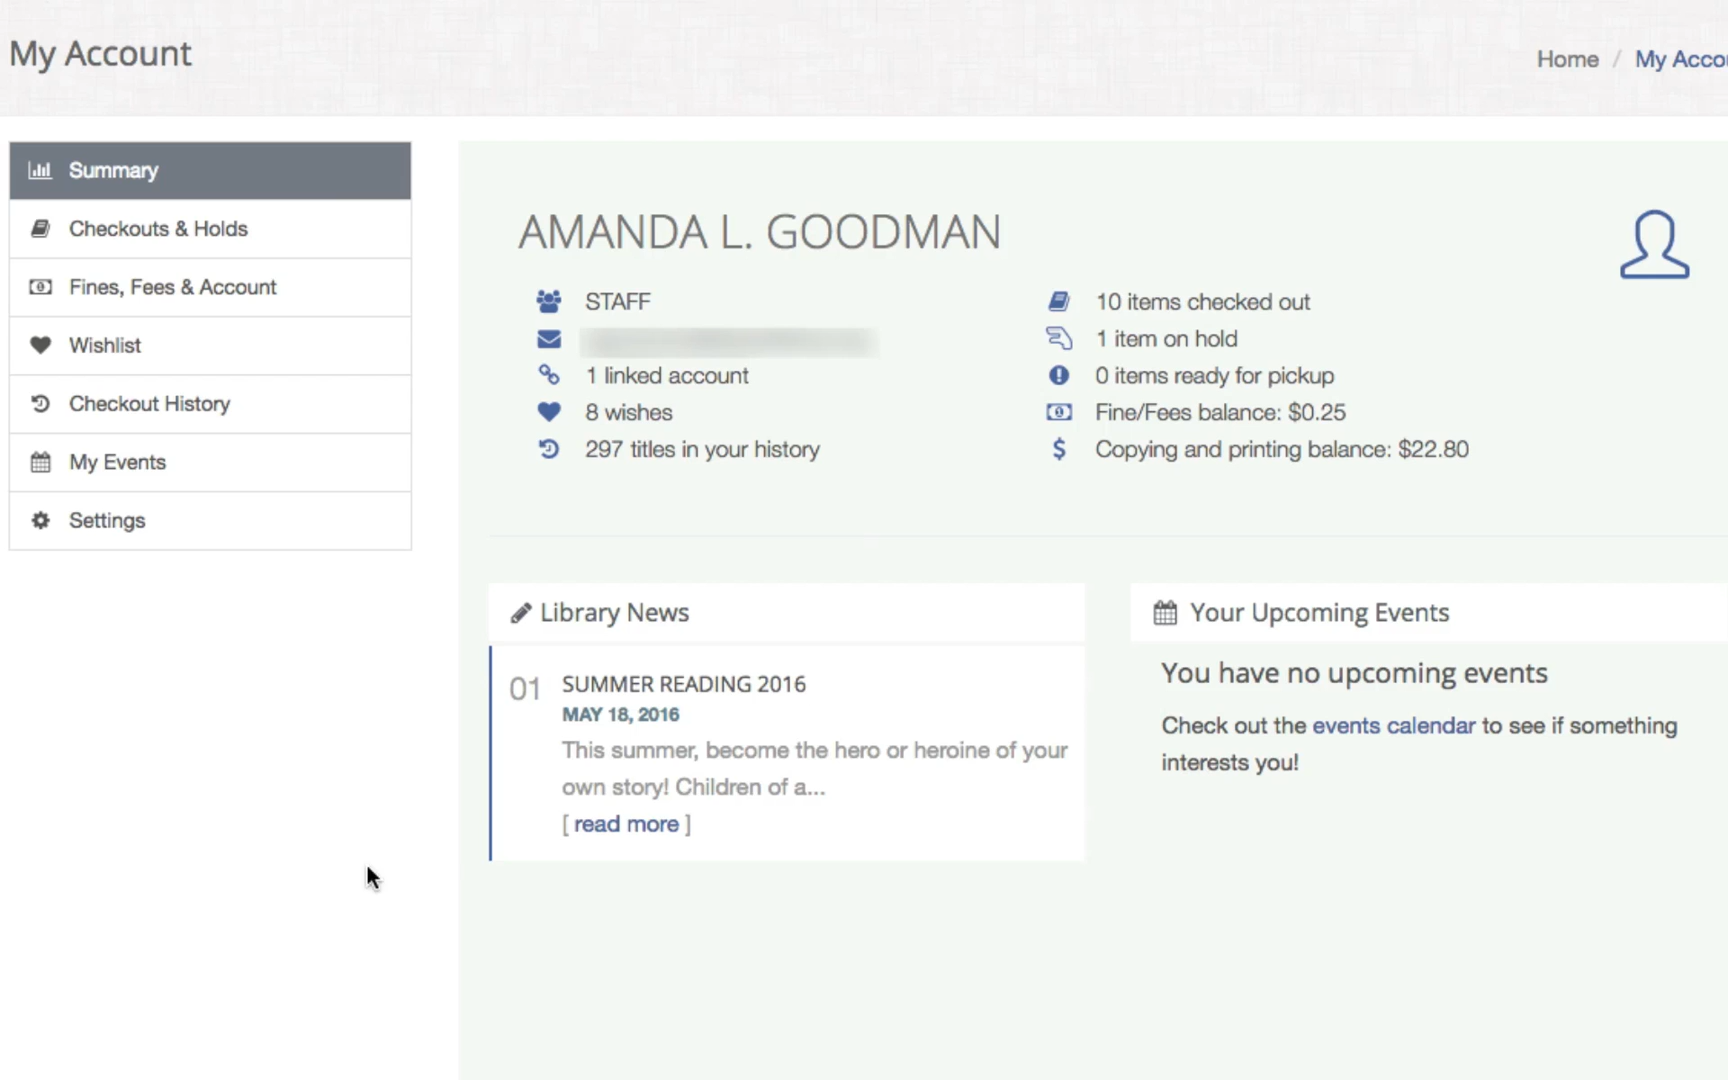 My Account
Home / My Accou
Summary
Checkouts & Holds
Fines, Fees & Account
Wishlist
Checkout History
My Events
Settings
AMANDA L. GOODMAN
STAFF
1 linked account
8 wishes
297 titles in your history
10 items checked out
1 item on hold
0 items ready for pickup
Fine/Fees balance: $0.25
Copying and printing balance: $22.80
Library News
01
SUMMER READING 2016
MAY 18, 2016
This summer, become the hero or heroine of your
own story! Children of a...
[ read more ]
Your Upcoming Events
You have no upcoming events
Check out the events calendar to see if something
interests you!